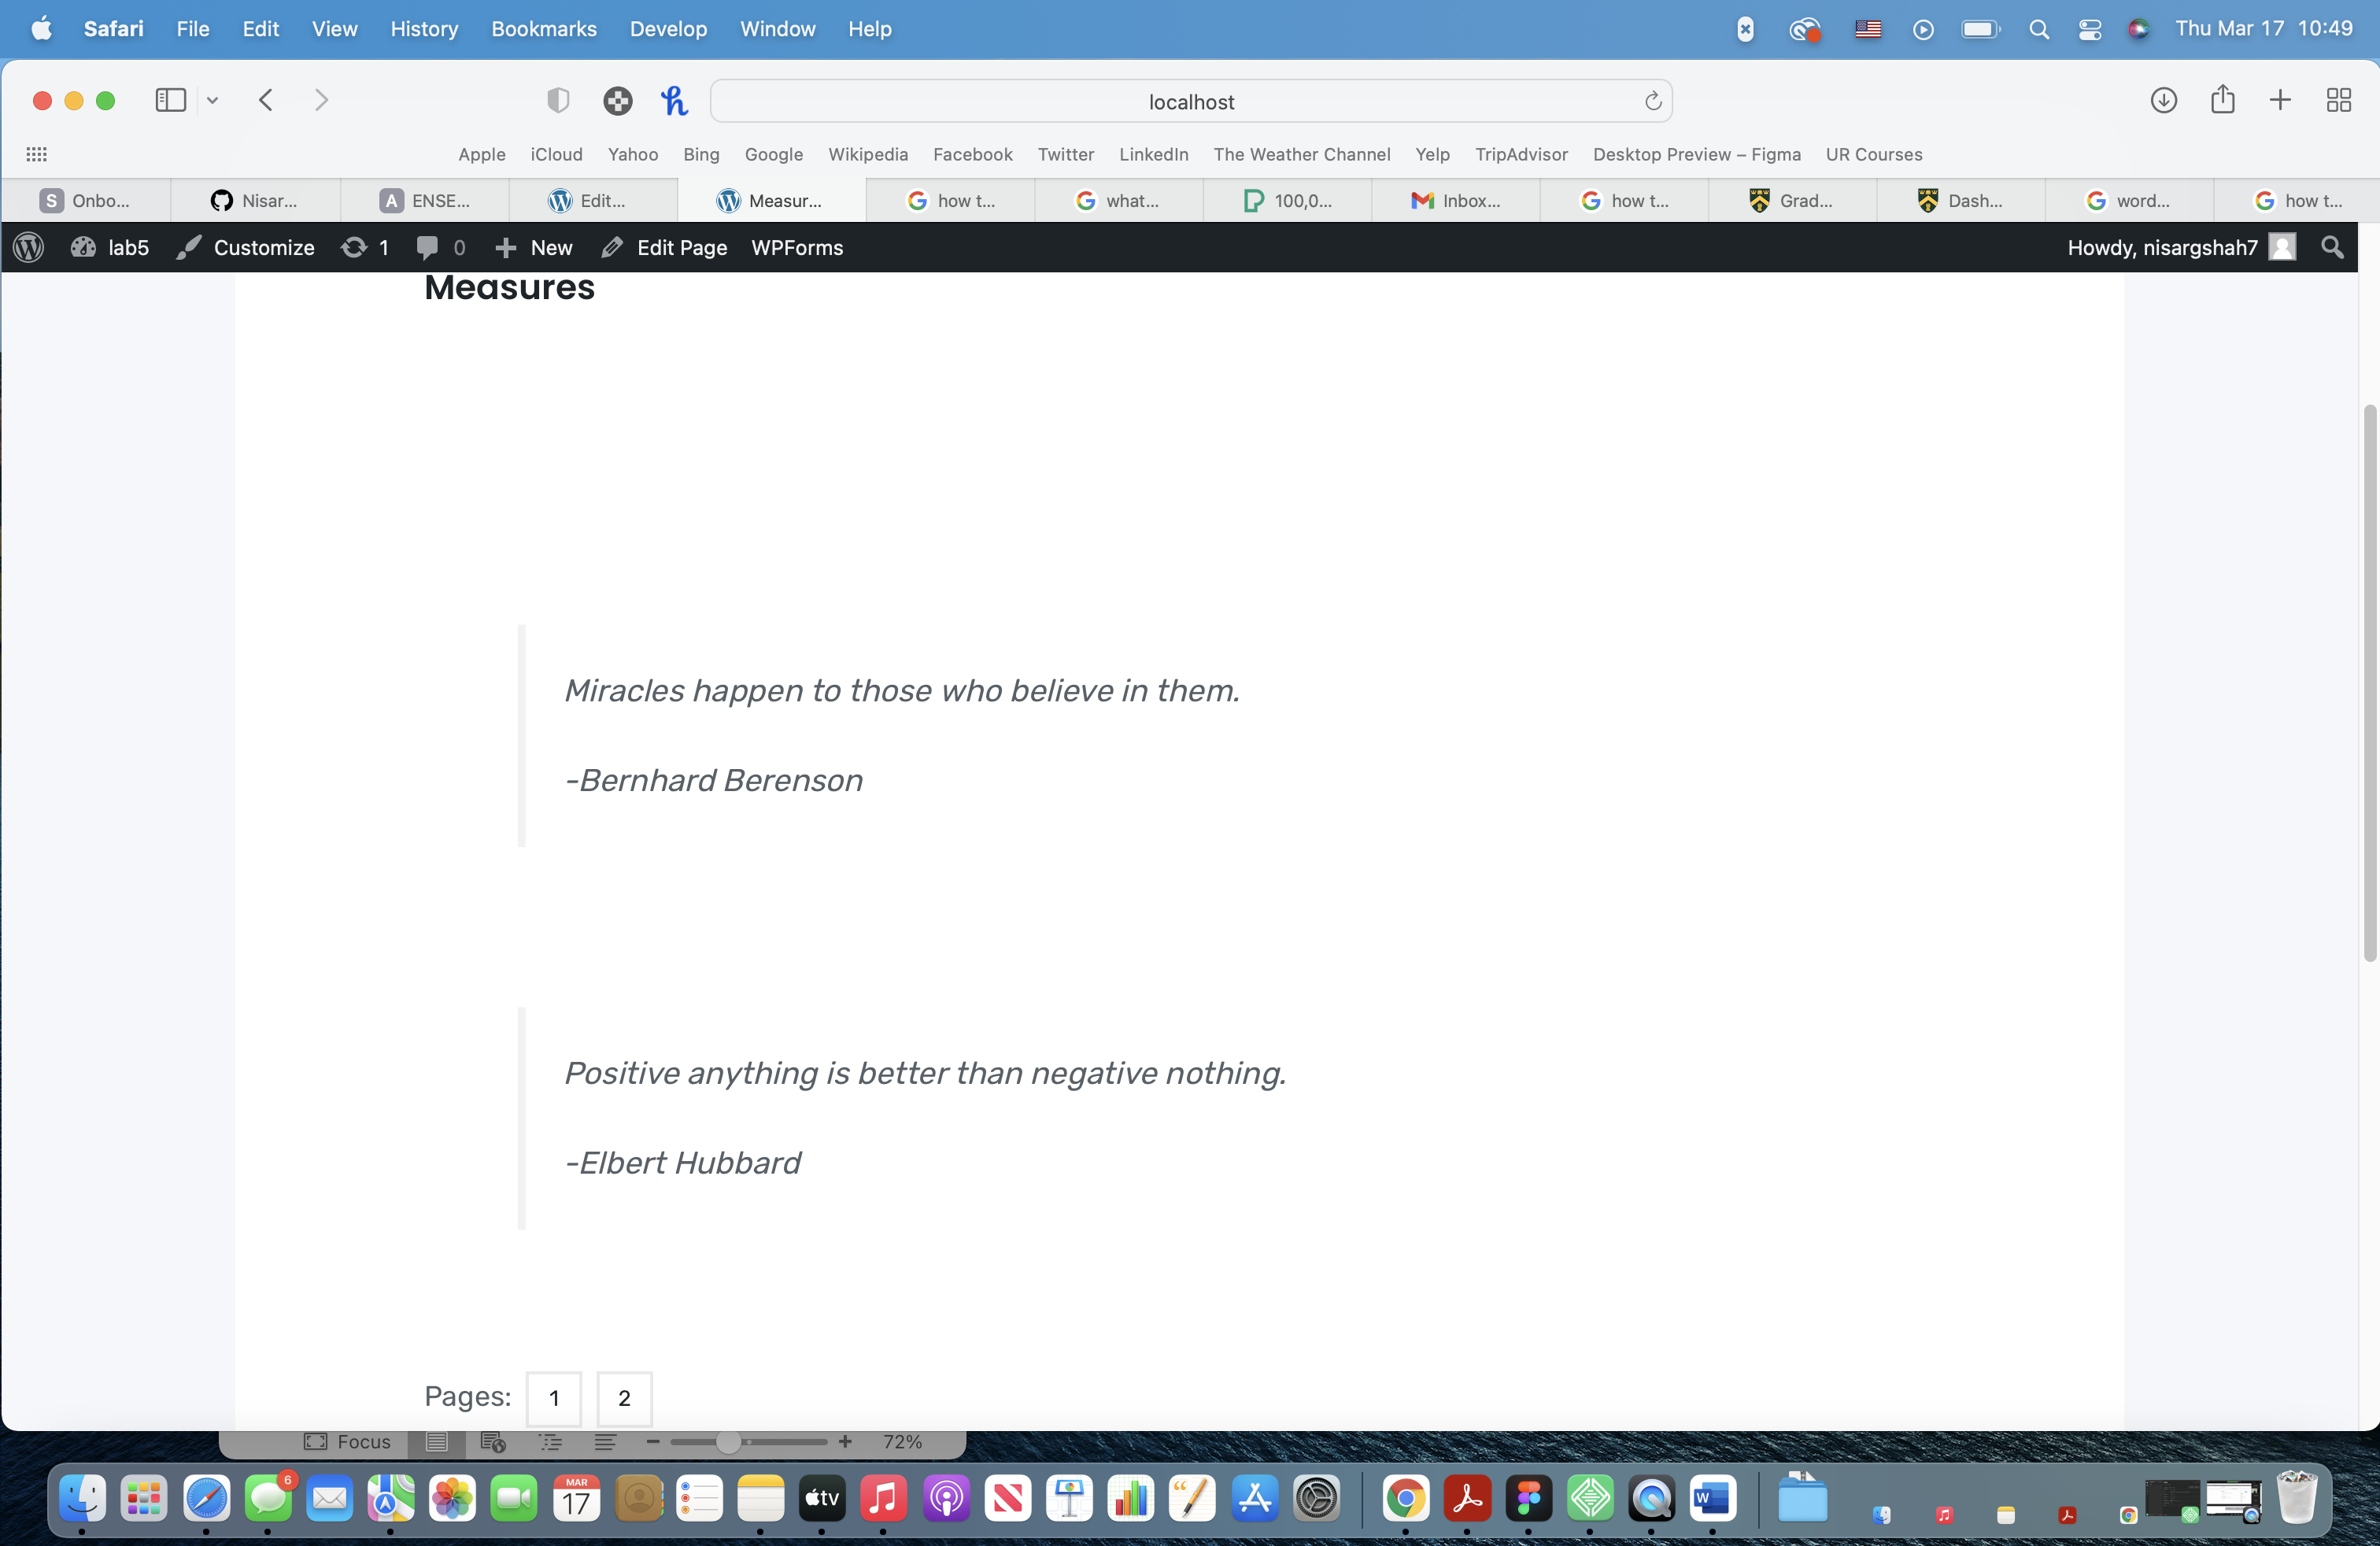 Safari File Edit View History Bookmarks Develop Window Help Thu Mar 17 10:49
localhost
Apple iCloud Yahoo Bing Google Wikipedia Facebook Twitter LinkedIn The Weather Channel Yelp TripAdvisor Desktop Preview – Figma UR Courses
S Onbo... Nisar... A ENSE... Edit... Measur... how t... what... 100,0... Inbox... how t... Grad... Dash... word... how t...
lab5 Customize 1 0 New Edit Page WPForms Howdy, nisargshah7
Measures
Miracles happen to those who believe in them.
-Bernhard Berenson
Positive anything is better than negative nothing.
-Elbert Hubbard
Pages: 1 2
Focus 72%
6 MAR 17 tv W